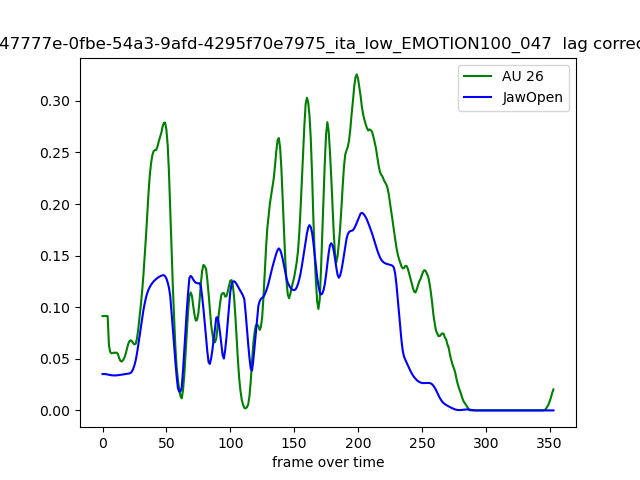 47777e-0fbe-54a3-9afd-4295f70e7975_ita_low_EMOTION100_047 lag correc
AU 26
JawOpen
0.30
0.25
0.20
0.15
0.10
0.05
0.00
0 50 100 150 200 250 300 350
frame over time